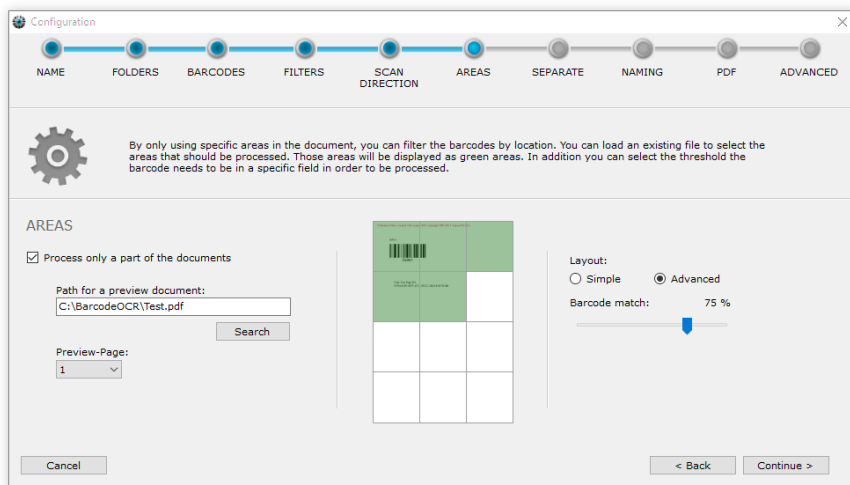 Configuration
NAME
FOLDERS
BARCODES
FILTERS
SCAN
DIRECTION
AREAS
SEPARATE
NAMING
PDF
ADVANCED
By only using specific areas in the document, you can filter the barcodes by location. You can load an existing file to select the
areas that should be processed. Those areas will be displayed as green areas. In addition you can select the threshold the
barcode needs to be in a specific field in order to be processed.
AREAS
Process only a part of the documents
Path for a preview document:
C:\BarcodeOCR\Test.pdf
Search
Preview-Page:
1
Layout:
Simple
Advanced
Barcode match:
75 %
Cancel
< Back
Continue >